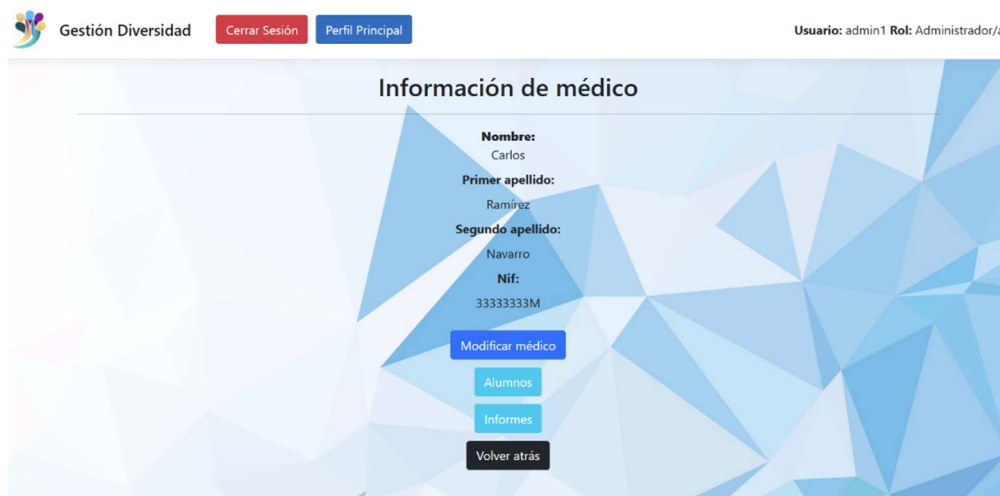 Gestión Diversidad Cerrar Sesión Perfil Principal Usuario: admin1 Rol: Administrador/a
Información de médico
Nombre:
Carlos
Primer apellido:
Ramírez
Segundo apellido:
Navarro
Nif:
33333333M
Modificar médico
Alumnos
Informes
Volver atrás